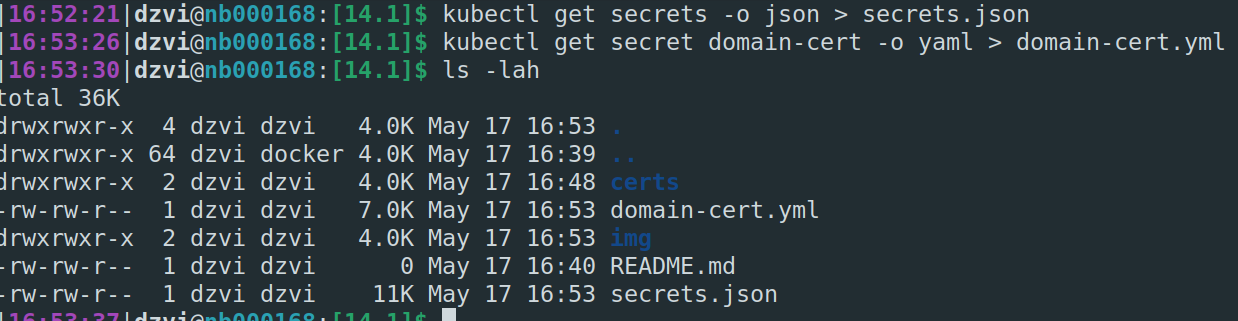 |16:52:21|dzvi@nb000168:[14.1]$ kubectl get secrets -o json > secrets.json
|16:53:26|dzvi@nb000168:[14.1]$ kubectl get secret domain-cert -o yaml > domain-cert.yml
|16:53:30|dzvi@nb000168:[14.1]$ ls -lah
total 36K
drwxrwxr-x  4 dzvi dzvi   4.0K May 17 16:53 .
drwxrwxr-x 64 dzvi docker 4.0K May 17 16:39 ..
drwxrwxr-x  2 dzvi dzvi   4.0K May 17 16:48 certs
-rw-rw-r--  1 dzvi dzvi   7.0K May 17 16:53 domain-cert.yml
drwxrwxr-x  2 dzvi dzvi   4.0K May 17 16:53 img
-rw-rw-r--  1 dzvi dzvi      0 May 17 16:40 README.md
-rw-rw-r--  1 dzvi dzvi    11K May 17 16:53 secrets.json
|16:53:37|dzvi@nb000168:[14.1]$